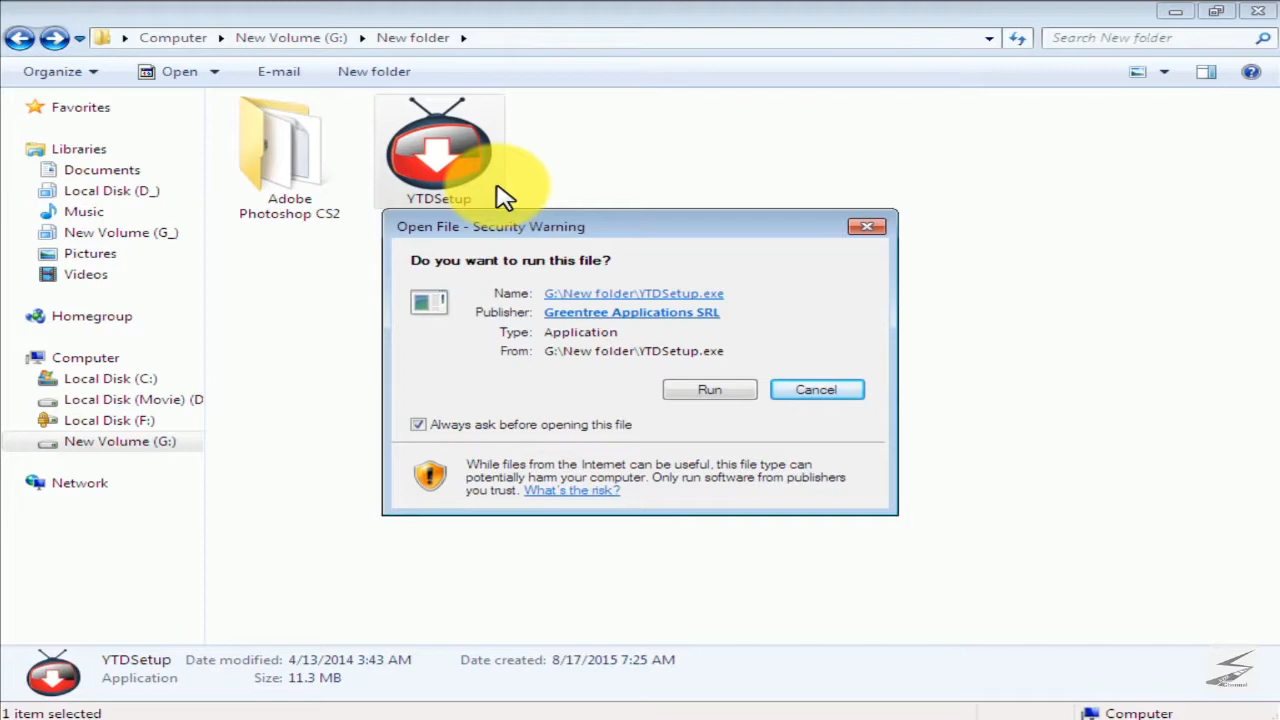 Computer New Volume (G:) New folder
Search New folder
Organize Open E-mail New folder
Favorites
Libraries
Documents
Local Disk (D_)
Music
New Volume (G_)
Pictures
Videos
Homegroup
Computer
Local Disk (C:)
Local Disk (Movie) (D
Local Disk (F:)
New Volume (G:)
Network
Adobe
Photoshop CS2
YTDSetup
Open File - Security Warning
Do you want to run this file?
Name: G:\New folder\YTDSetup.exe
Publisher: Greentree Applications SRL
Type: Application
From: G:\New folder\YTDSetup.exe
Run Cancel
Always ask before opening this file
While files from the Internet can be useful, this file type can
potentially harm your computer. Only run software from publishers
you trust. What's the risk?
YTDSetup Date modified: 4/13/2014 3:43 AM Date created: 8/17/2015 7:25 AM
Application Size: 11.3 MB
Channel
1 item selected
Computer